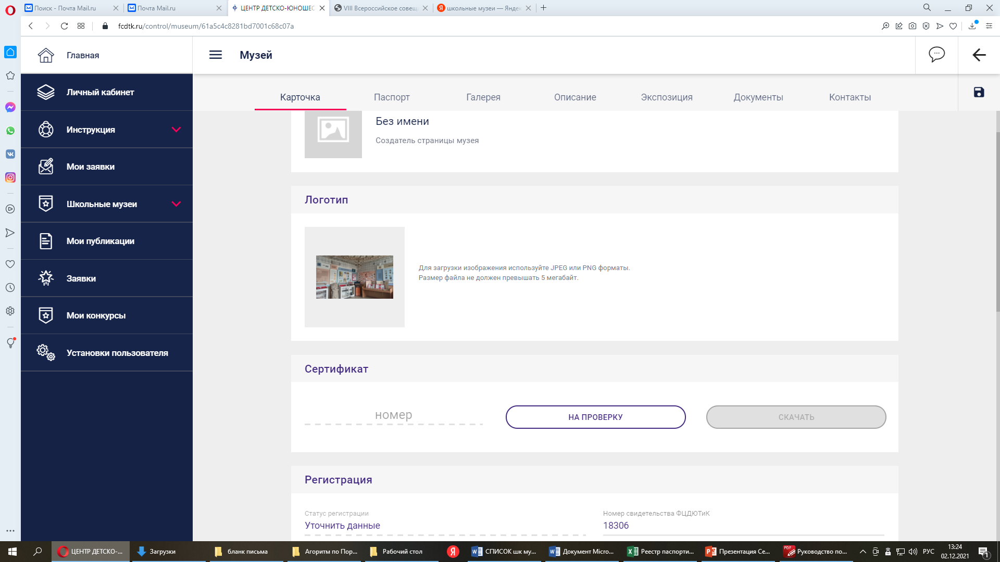 Поиск - Почта Mail.ru
Почта Mail.ru
ЦЕНТР ДЕТСКО-ЮНОШЕС
VIII Всероссийское совещ
школьные музеи — Яндек
fcdtk.ru/control/museum/61a5c4c8281bd7001c68c07a
Главная
Музей
Личный кабинет
Инструкция
Мои заявки
Школьные музеи
Мои публикации
Заявки
Мои конкурсы
Установки пользователя
Карточка
Паспорт
Галерея
Описание
Экспозиция
Документы
Контакты
Без имени
Создатель страницы музея
Логотип
Для загрузки изображения используйте JPEG или PNG форматы.
Размер файла не должен превышать 5 мегабайт.
Сертификат
номер
НА ПРОВЕРКУ
СКАЧАТЬ
Регистрация
Статус регистрации
Уточнить данные
Номер свидетельства ФЦДЮТиК
18306
ЦЕНТР ДЕТСКО-...
Загрузки
бланк письма
Агоритм по Пор...
Рабочий стол
СПИСОК шк му...
Документ Micro...
Реестр паспорти...
Презентация Се...
Руководство по...
РУС
13:24
02.12.2021
1